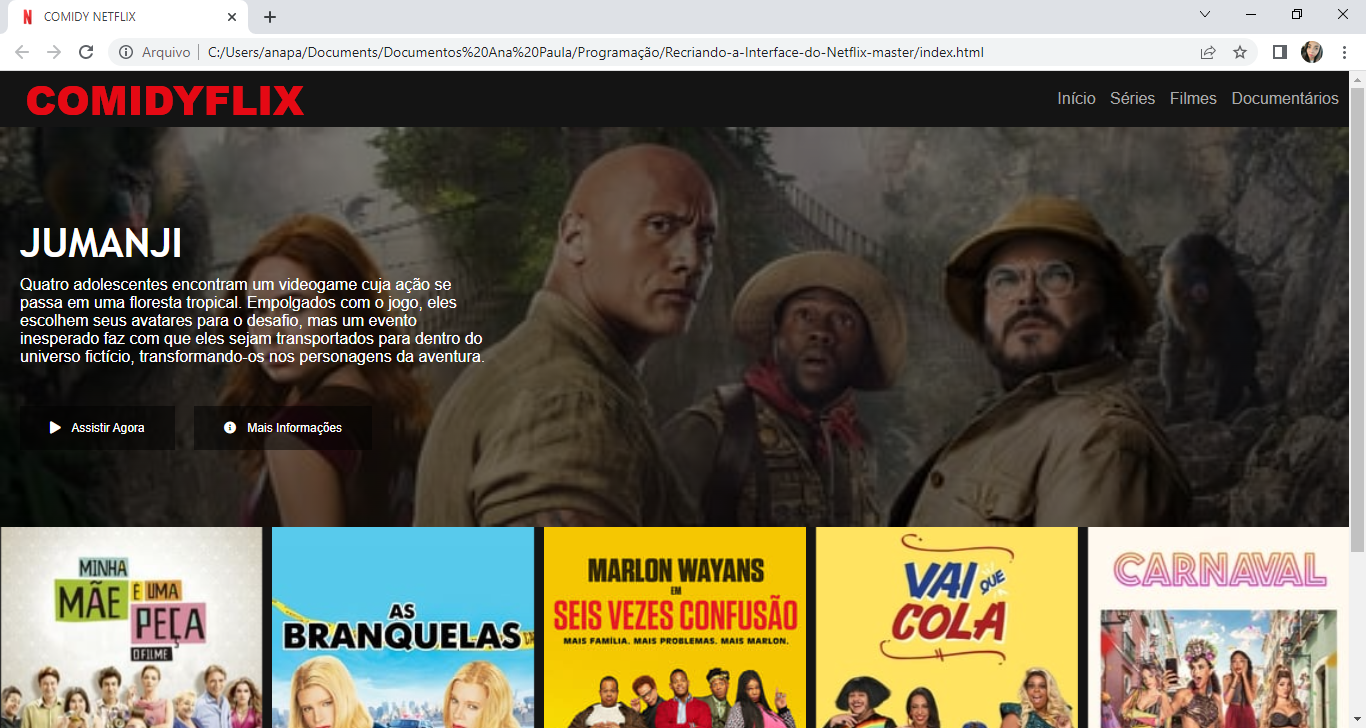 COMIDY NETFLIX
Arquivo
C:/Users/anapa/Documents/Documentos%20Ana%20Paula/Programação/Recriando-a-Interface-do-Netflix-master/index.html
COMIDYFLIX
Início Séries Filmes Documentários
JUMANJI
Quatro adolescentes encontram um videogame cuja ação se
passa em uma floresta tropical. Empolgados com o jogo, eles
escolhem seus avatares para o desafio, mas um evento
inesperado faz com que eles sejam transportados para dentro do
universo fictício, transformando-os nos personagens da aventura.
Assistir Agora
Mais Informações
MINHA
MÃE É UMA
PEÇA
O FILME
AS
BRANQUELAS
MARLON WAYANS
EM
SEIS VEZES CONFUSÃO
MAIS FAMÍLIA. MAIS PROBLEMAS. MAIS MARLON.
VAI QUE
COLA
CARNAVAL